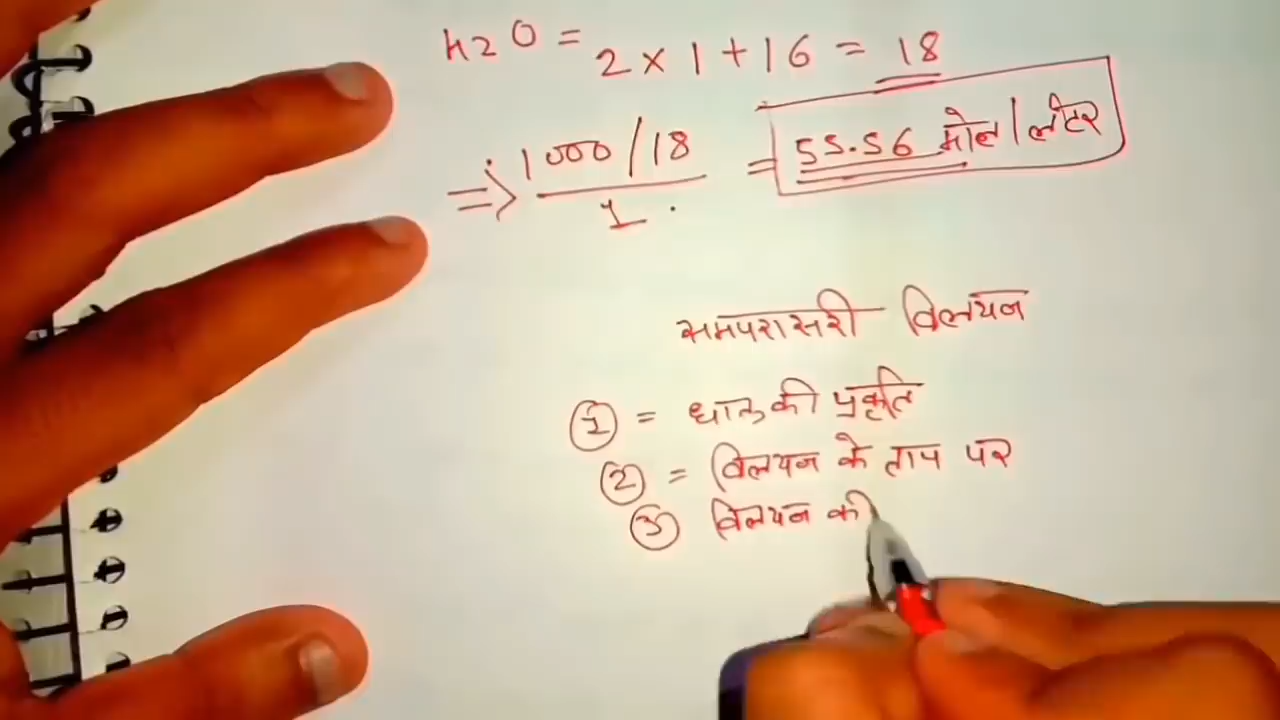 H2O = 2 × 1 + 16 = 18
⇒ 1000/18 / 1 = 55.56 मोल/लीटर
समपरासरी विलयन
① = धातु की प्रकृति
② = विलयन के ताप पर
③ विलयन की